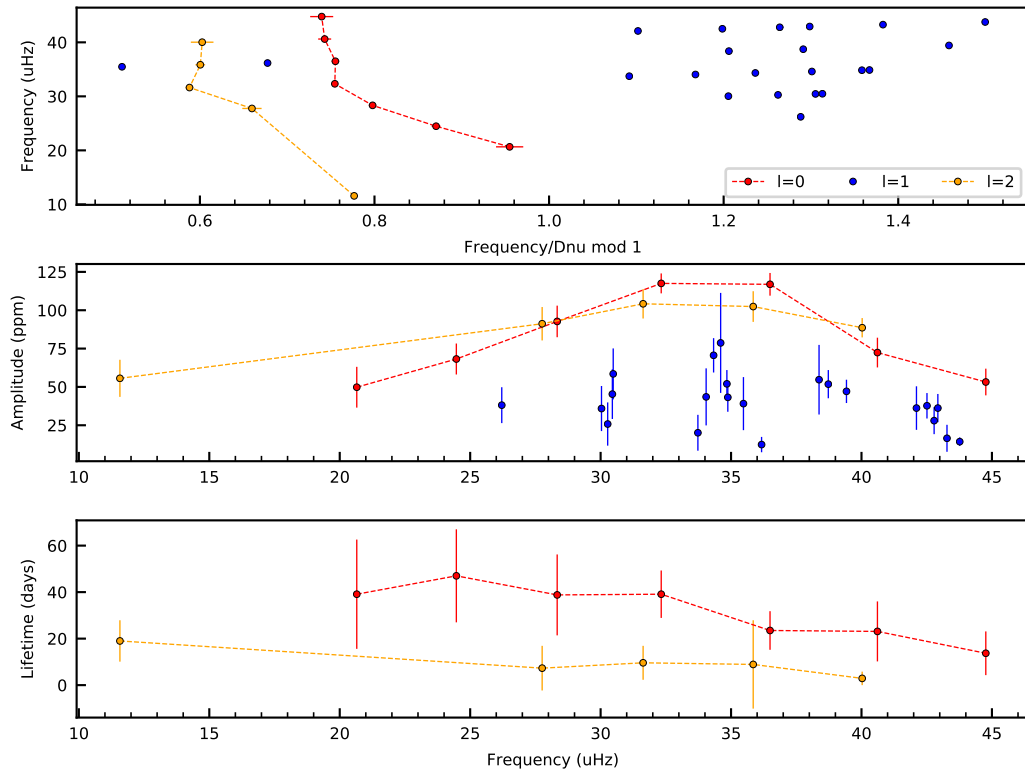 Frequency (uHz)
40
30
20
10
0.6 0.8 1.0 1.2 1.4
l=0 l=1 l=2
Frequency/Dnu mod 1
Amplitude (ppm)
125
100
75
50
25
10 15 20 25 30 35 40 45
Lifetime (days)
60
40
20
0
10 15 20 25 30 35 40 45
Frequency (uHz)